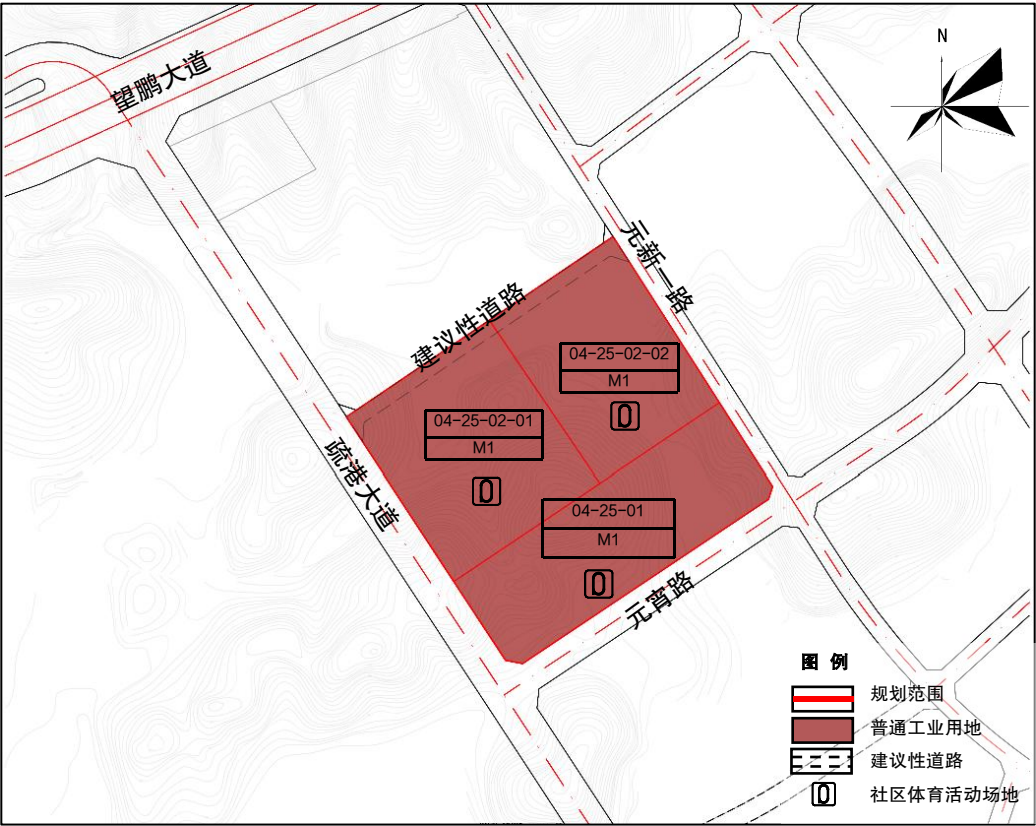 N
望鹏大道
元新一路
建议性道路
04-25-02-02
M1
04-25-02-01
M1
疏港大道
04-25-01
M1
元宵路
图 例
规划范围
普通工业用地
建议性道路
社区体育活动场地